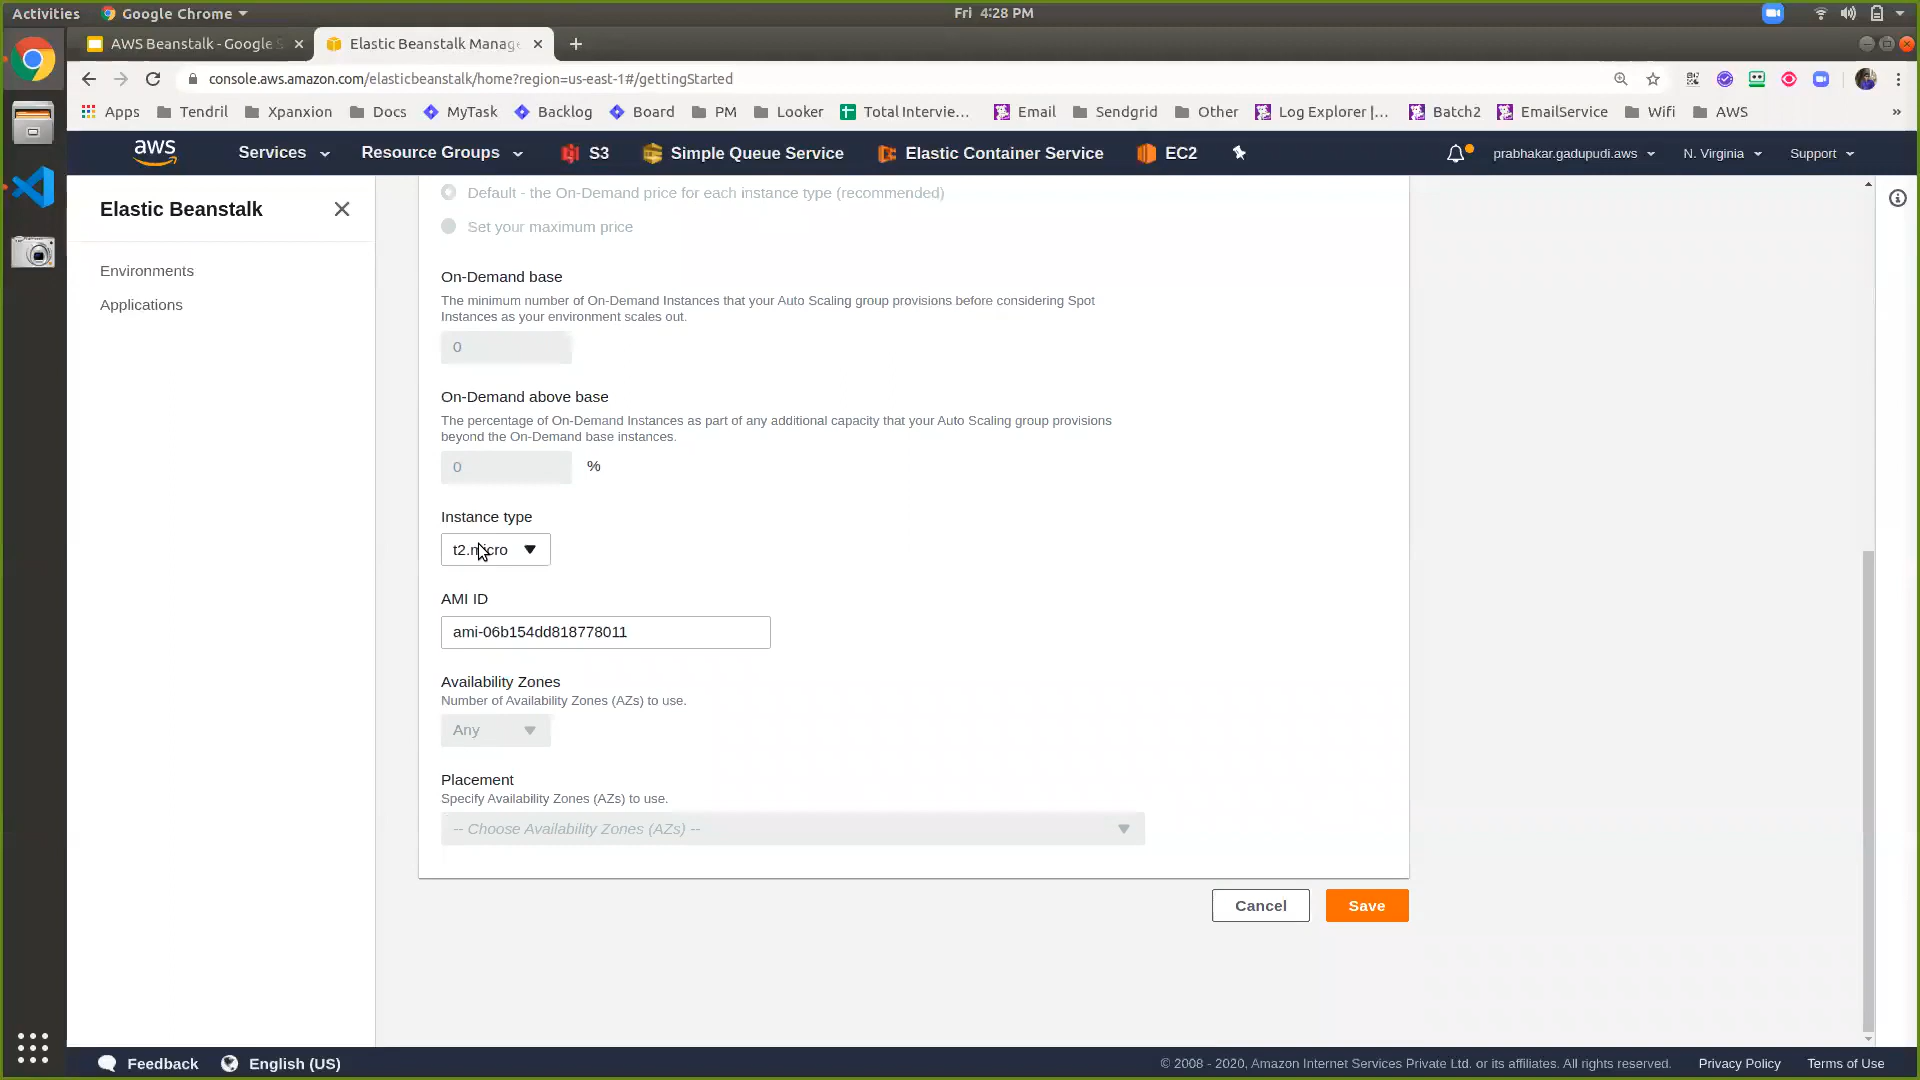 Activities
Google Chrome
Fri 4:28 PM
AWS Beanstalk - Google S
Elastic Beanstalk Manag
console.aws.amazon.com/elasticbeanstalk/home?region=us-east-1#/gettingStarted
Apps
Tendril
Xpanxion
Docs
MyTask
Backlog
Board
PM
Looker
Total Intervie...
Email
Sendgrid
Other
Log Explorer |...
Batch2
EmailService
Wifi
AWS
»
aws
Services
Resource Groups
S3
Simple Queue Service
Elastic Container Service
EC2
prabhakar.gadupudi.aws
N. Virginia
Support
Elastic Beanstalk
Environments
Applications
Default - the On-Demand price for each instance type (recommended)
Set your maximum price
On-Demand base
The minimum number of On-Demand Instances that your Auto Scaling group provisions before considering Spot
Instances as your environment scales out.
0
On-Demand above base
The percentage of On-Demand Instances as part of any additional capacity that your Auto Scaling group provisions
beyond the On-Demand base instances.
0 %
Instance type
t2.micro
AMI ID
ami-06b154dd818778011
Availability Zones
Number of Availability Zones (AZs) to use.
Any
Placement
Specify Availability Zones (AZs) to use.
-- Choose Availability Zones (AZs) --
Cancel
Save
Feedback
English (US)
© 2008 - 2020, Amazon Internet Services Private Ltd. or its affiliates. All rights reserved.
Privacy Policy
Terms of Use